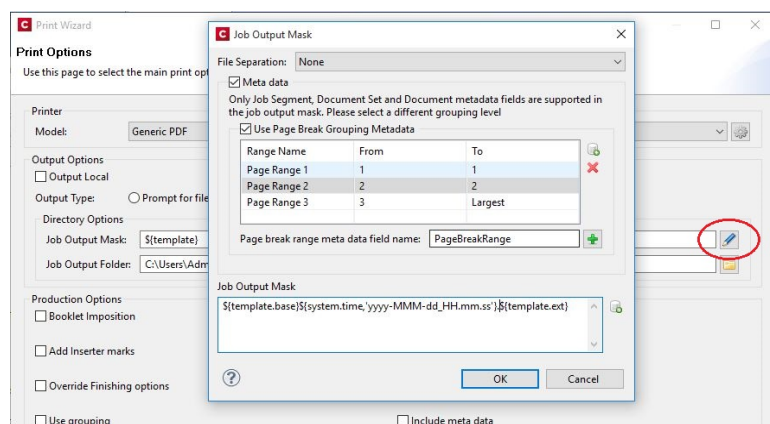 Print Wizard
Print Options
Use this page to select the main print opt
Printer
Model: Generic PDF
Output Options
Output Local
Output Type: Prompt for file
Directory Options
Job Output Mask: ${template}
Job Output Folder: C:\Users\Adm
Production Options
Booklet Imposition
Add Inserter marks
Override Finishing options
Use grouping
Include meta data
Job Output Mask
File Separation: None
Meta data
Only Job Segment, Document Set and Document metadata fields are supported in
the job output mask. Please select a different grouping level
Use Page Break Grouping Metadata
Range Name From To
Page Range 1 1 1
Page Range 2 2 2
Page Range 3 3 Largest
Page break range meta data field name: PageBreakRange
Job Output Mask
${template.base}${system.time,'yyyy-MMM-dd_HH.mm.ss'}.${template.ext}
OK Cancel